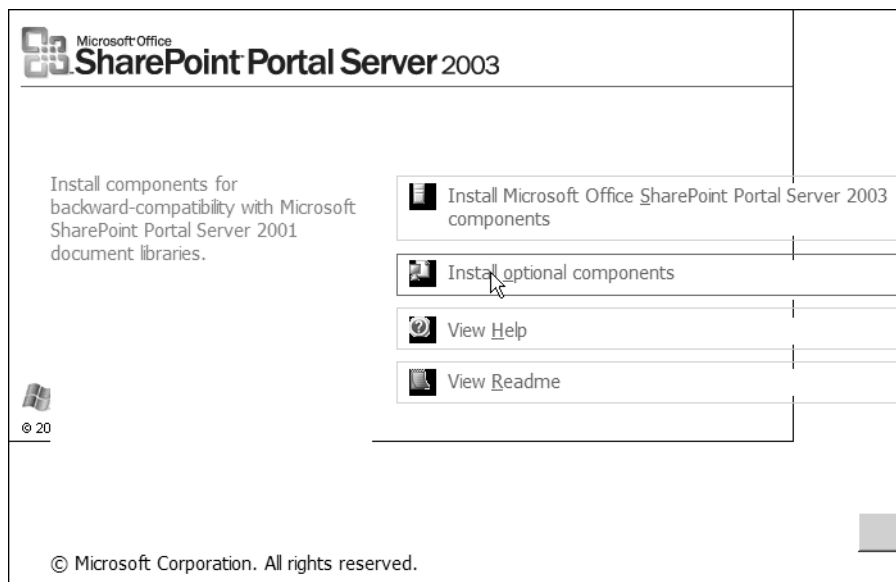 Microsoft Office
SharePoint Portal Server 2003
Install components for
backward-compatibility with Microsoft
SharePoint Portal Server 2001
document libraries.
Install Microsoft Office SharePoint Portal Server 2003
components
Install optional components
View Help
View Readme
© 20
© Microsoft Corporation. All rights reserved.